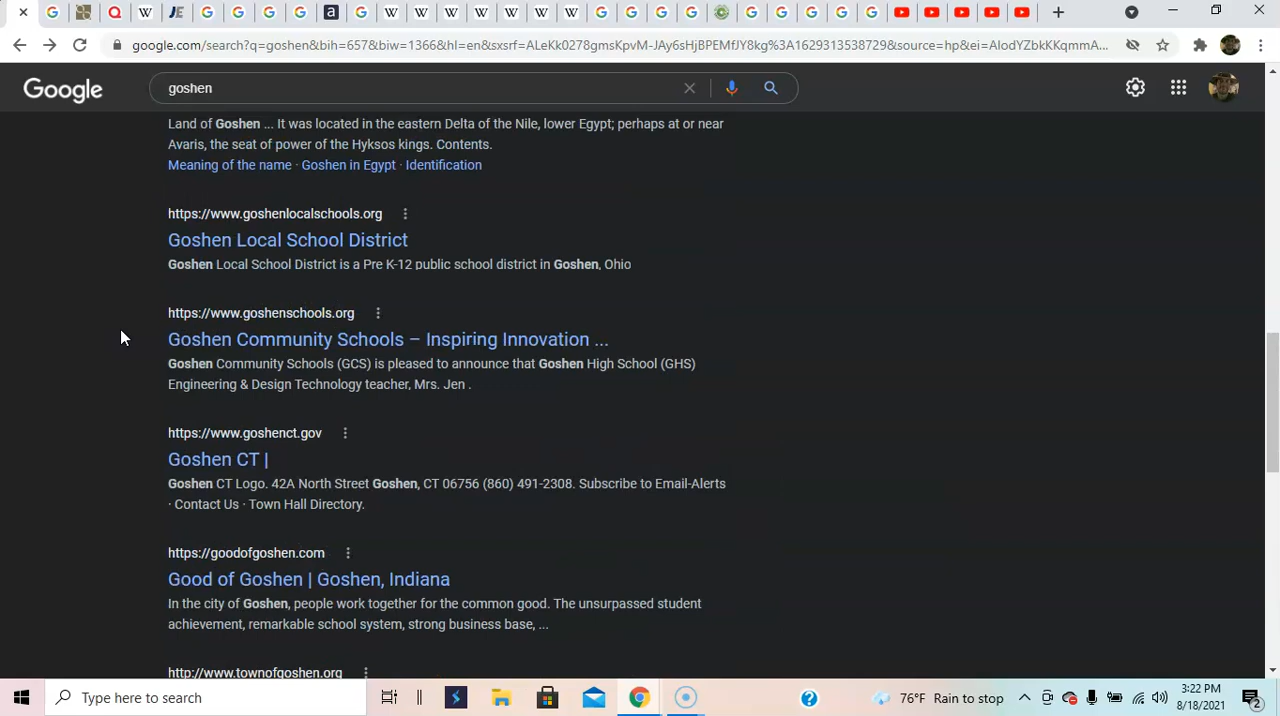 google.com/search?q=goshen&bih=657&biw=1366&hl=en&sxsrf=ALeKk0278gmsKpvM-JAy6sHjBPEMfJY8kg%3A1629313538729&source=hp&ei=AlodYZbkKKqmmA...
Google
goshen
Land of Goshen ... It was located in the eastern Delta of the Nile, lower Egypt; perhaps at or near
Avaris, the seat of power of the Hyksos kings. Contents.
Meaning of the name · Goshen in Egypt · Identification
https://www.goshenlocalschools.org
Goshen Local School District
Goshen Local School District is a Pre K-12 public school district in Goshen, Ohio
https://www.goshenschools.org
Goshen Community Schools – Inspiring Innovation ...
Goshen Community Schools (GCS) is pleased to announce that Goshen High School (GHS)
Engineering & Design Technology teacher, Mrs. Jen .
https://www.goshenct.gov
Goshen CT |
Goshen CT Logo. 42A North Street Goshen, CT 06756 (860) 491-2308. Subscribe to Email-Alerts
· Contact Us · Town Hall Directory.
https://goodofgoshen.com
Good of Goshen | Goshen, Indiana
In the city of Goshen, people work together for the common good. The unsurpassed student
achievement, remarkable school system, strong business base, ...
http://www.townofgoshen.org
Type here to search
76°F Rain to stop
3:22 PM
8/18/2021
2